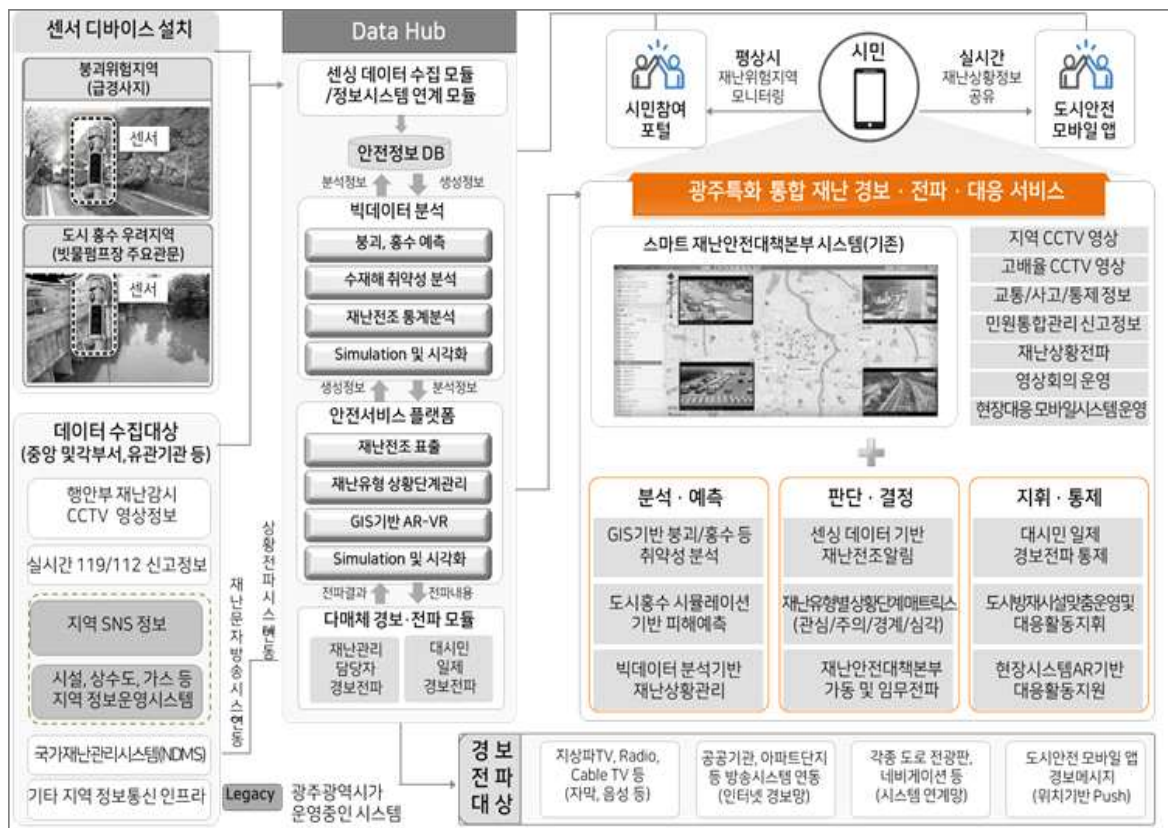 센서 디바이스 설치
붕괴위험지역
(급경사지)
센서
도시 홍수 우려지역
(빗물펌프장 주요관문)
센서
데이터 수집대상
(중앙 및각부서,유관기관 등)
행안부 재난감시
CCTV 영상정보
실시간 119/112 신고정보
지역 SNS 정보
시설, 상수도, 가스 등
지역 정보운영시스템
국가재난관리시스템(NDMS)
기타 지역 정보통신 인프라
Legacy
광주광역시가
운영중인 시스템
재난문자방송시스연동
상황전파시스템연동
Data Hub
센싱 데이터 수집 모듈
/정보시스템 연계 모듈
안전정보 DB
분석정보
생성정보
빅데이터 분석
붕괴, 홍수 예측
수재해 취약성 분석
재난전조 통계분석
Simulation 및 시각화
생성정보
분석정보
안전서비스 플랫폼
재난전조 표출
재난유형 상황단계관리
GIS기반 AR-VR
Simulation 및 시각화
전파결과
전파내용
다매체 경보·전파 모듈
재난관리
담당자
경보전파
대시민
일제
경보전파
시민참여
포털
평상시
재난위험지역
모니터링
시민
실시간
재난상황정보
공유
도시안전
모바일 앱
광주특화 통합 재난 경보 · 전파 · 대응 서비스
스마트 재난안전대책본부 시스템(기존)
지역 CCTV 영상
고배율 CCTV 영상
교통/사고/통제 정보
민원통합관리 신고정보
재난상황전파
영상회의 운영
현장대응 모바일시스템 운영
분석 · 예측
GIS기반 붕괴/홍수 등
취약성 분석
도시홍수 시뮬레이션
기반 피해예측
빅데이터 분석기반
재난상황관리
판단 · 결정
센싱 데이터 기반
재난전조알림
재난유형별상황단계매트릭스
(관심/주의/경계/심각)
재난안전대책본부
가동 및 임무전파
지휘 · 통제
대시민 일제
경보전파 통제
도시방재시설맞춤운영및
대응활동지휘
현장시스템AR기반
대응활동지원
경 보
전 파
대 상
지상파TV, Radio,
Cable TV 등
(자막, 음성 등)
공공기관, 아파트단지
등 방송시스템 연동
(인터넷 경보망)
각종 도로 전광판,
네비게이션 등
(시스템 연계망)
도시안전 모바일 앱
경보메시지
(위치기반 Push)